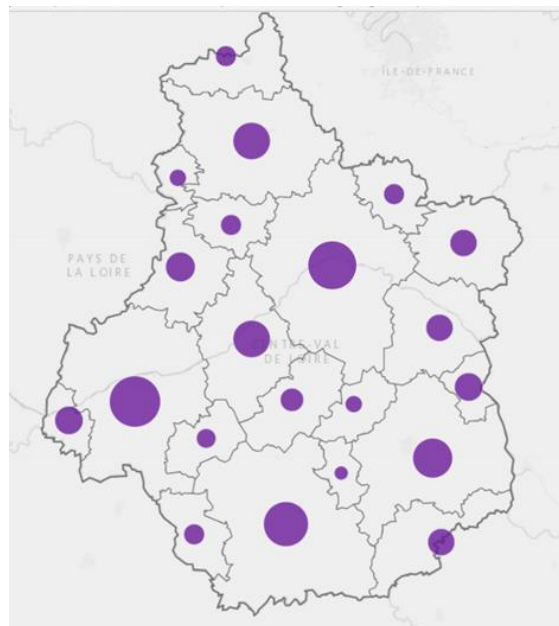 ÎLE-DE-FRANCE
PAYS DE
LA LOIRE
CENTRE-VAL
DE LOIRE